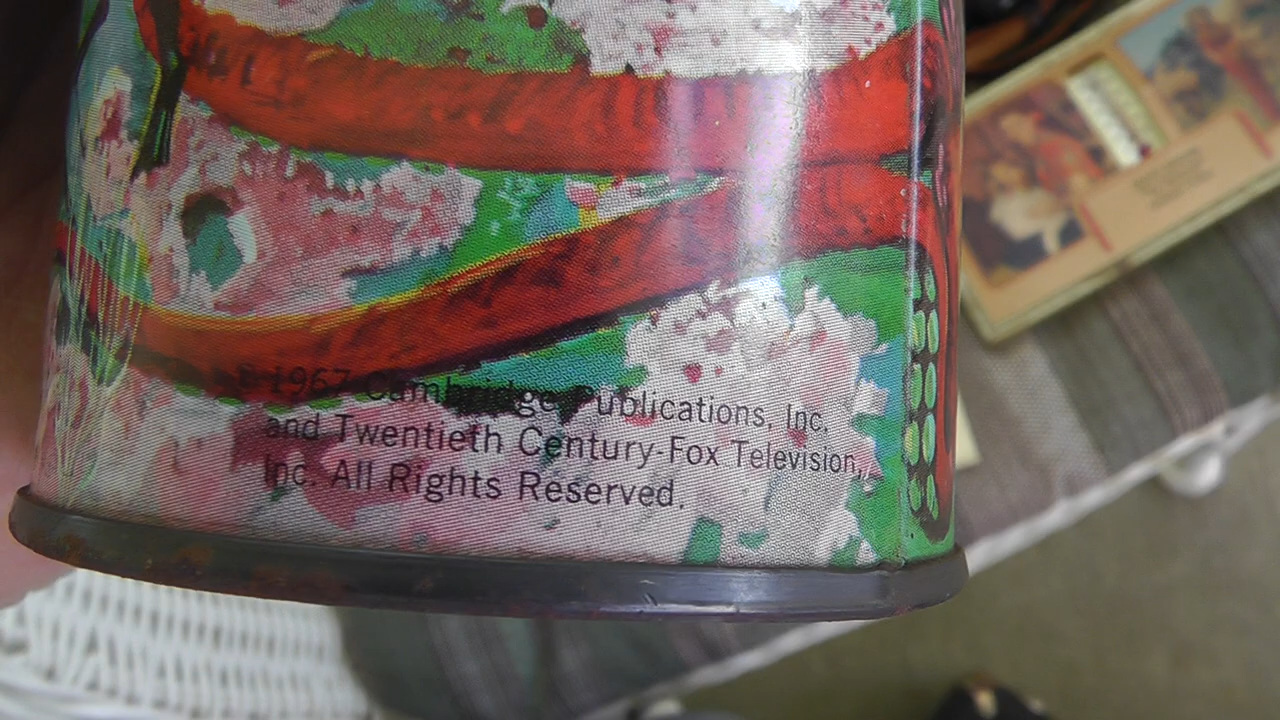 © 1967 Cambridge Publications, Inc.
and Twentieth Century-Fox Television,
Inc. All Rights Reserved.